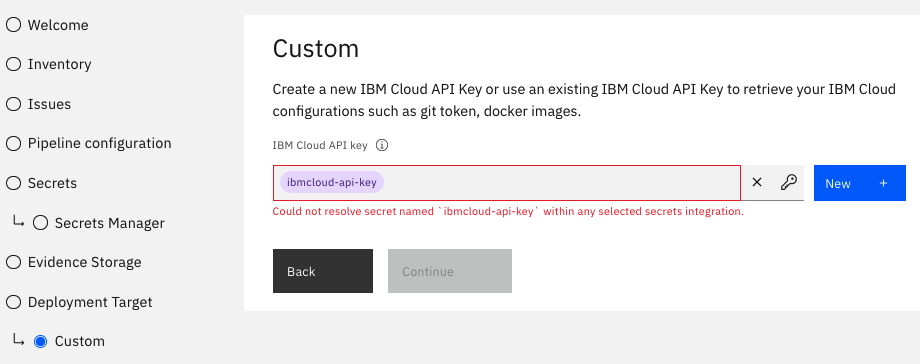 Welcome
Inventory
Issues
Pipeline configuration
Secrets
Secrets Manager
Evidence Storage
Deployment Target
Custom
Custom
Create a new IBM Cloud API Key or use an existing IBM Cloud API Key to retrieve your IBM Cloud
configurations such as git token, docker images.
IBM Cloud API key
ibmcloud-api-key
New +
Could not resolve secret named `ibmcloud-api-key` within any selected secrets integration.
Back
Continue